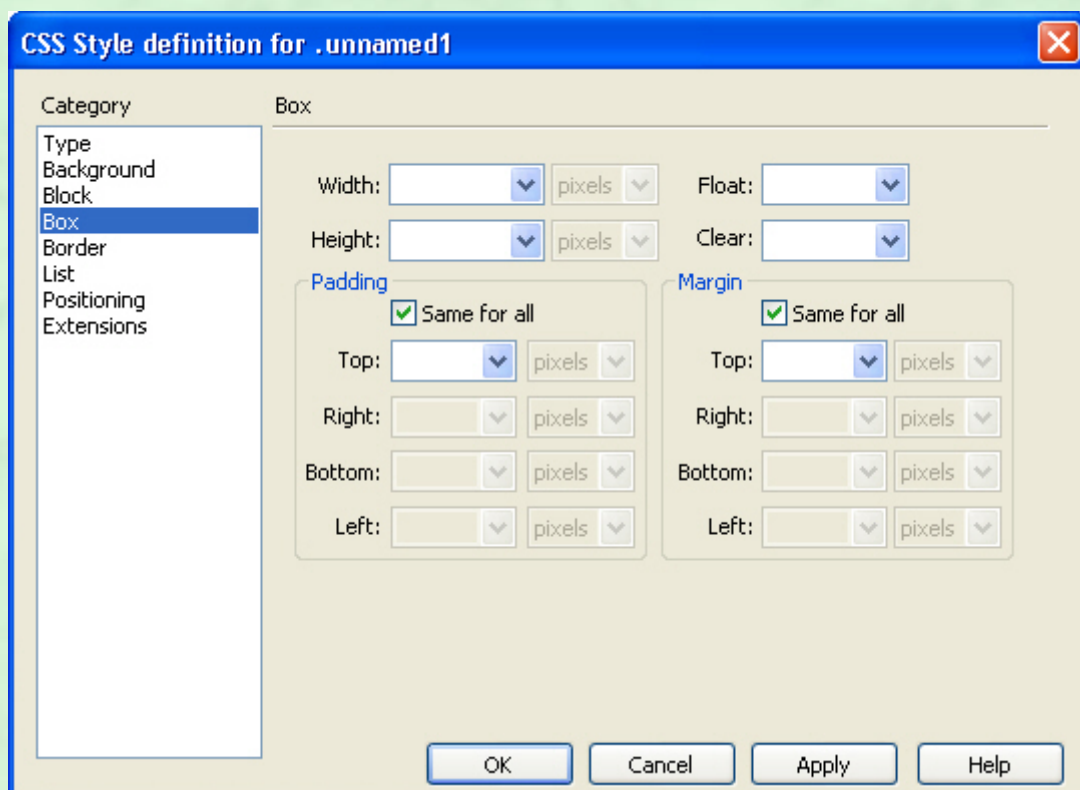 CSS Style definition for .unnamed1
Category
Type
Background
Block
Box
Border
List
Positioning
Extensions
Box
Width: pixels Float:
Height: pixels Clear:
Padding
Same for all
Top: pixels
Right: pixels
Bottom: pixels
Left: pixels
Margin
Same for all
Top: pixels
Right: pixels
Bottom: pixels
Left: pixels
OK Cancel Apply Help